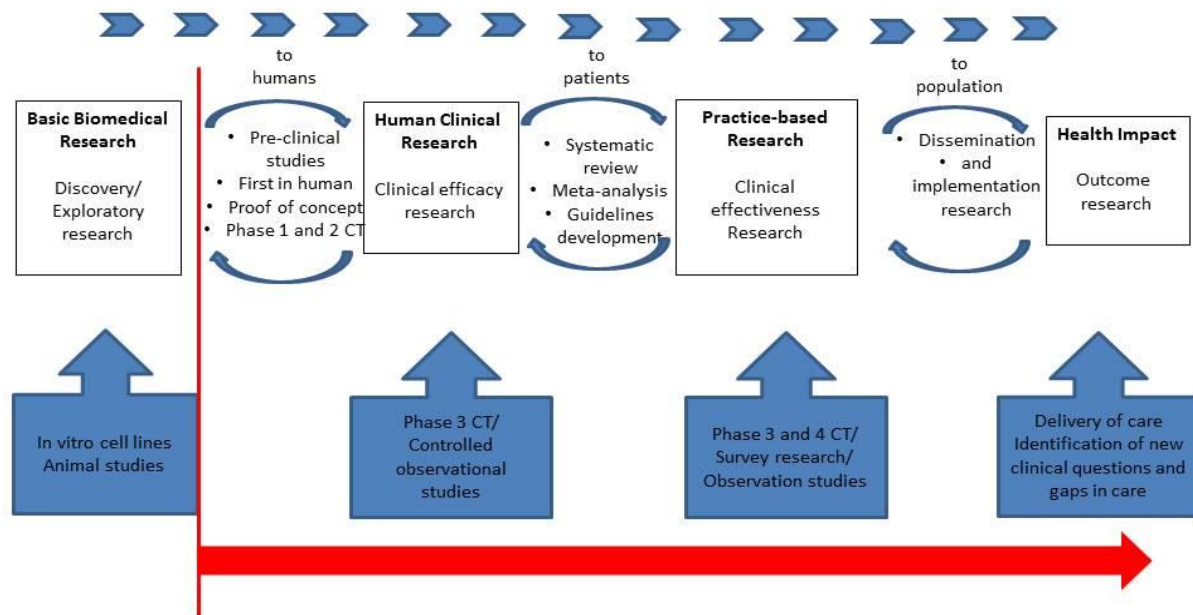 to
humans
to
patients
to
population
Basic Biomedical
Research
Discovery/
Exploratory
research
• Pre-clinical
studies
• First in human
• Proof of concept
• Phase 1 and 2 CT
Human Clinical
Research
Clinical efficacy
research
• Systematic
review
• Meta-analysis
• Guidelines
development
Practice-based
Research
Clinical
effectiveness
Research
• Dissemination
• and
implementation
research
Health Impact
Outcome
research
In vitro cell lines
Animal studies
Phase 3 CT/
Controlled
observational
studies
Phase 3 and 4 CT/
Survey research/
Observation studies
Delivery of care
Identification of new
clinical questions and
gaps in care